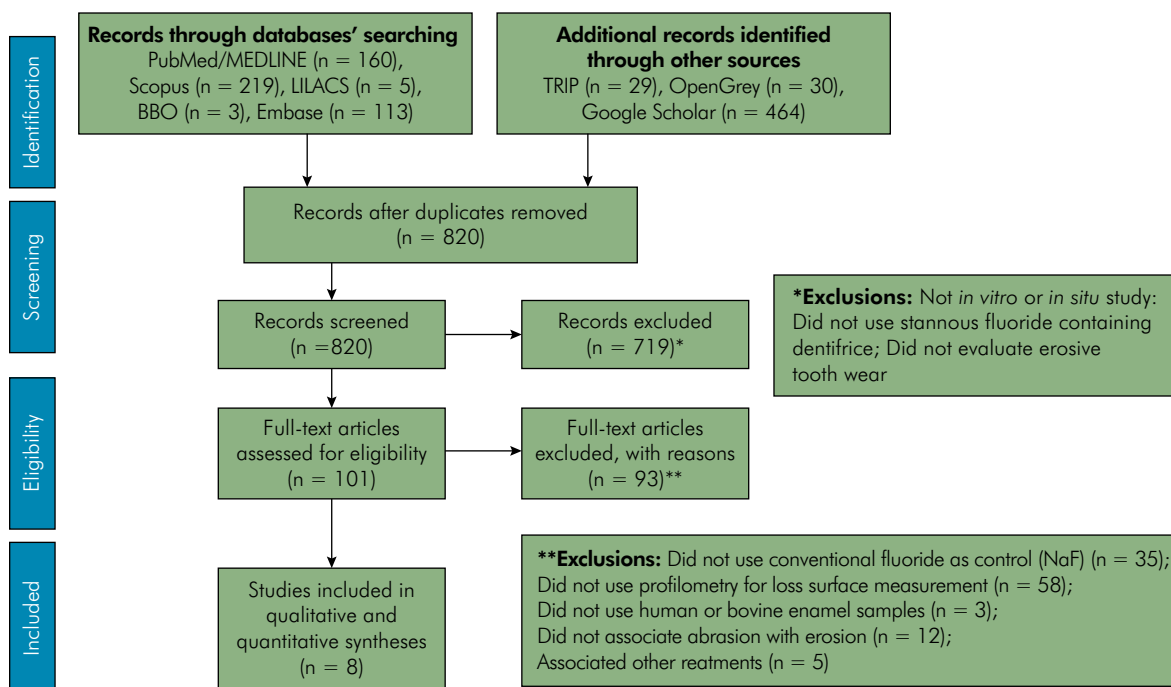 Identification
Records through databases' searching
PubMed/MEDLINE (n = 160),
Scopus (n = 219), LILACS (n = 5),
BBO (n = 3), Embase (n = 113)
Additional records identified
through other sources
TRIP (n = 29), OpenGrey (n = 30),
Google Scholar (n = 464)
Screening
Records after duplicates removed
(n = 820)
Records screened
(n =820)
Records excluded
(n = 719)*
*Exclusions: Not in vitro or in situ study:
Did not use stannous fluoride containing
dentifrice; Did not evaluate erosive
tooth wear
Eligibility
Full-text articles
assessed for eligibility
(n = 101)
Full-text articles
excluded, with reasons
(n = 93)**
Included
Studies included in
qualitative and
quantitative syntheses
(n = 8)
**Exclusions: Did not use conventional fluoride as control (NaF) (n = 35);
Did not use profilometry for loss surface measurement (n = 58);
Did not use human or bovine enamel samples (n = 3);
Did not associate abrasion with erosion (n = 12);
Associated other reatments (n = 5)